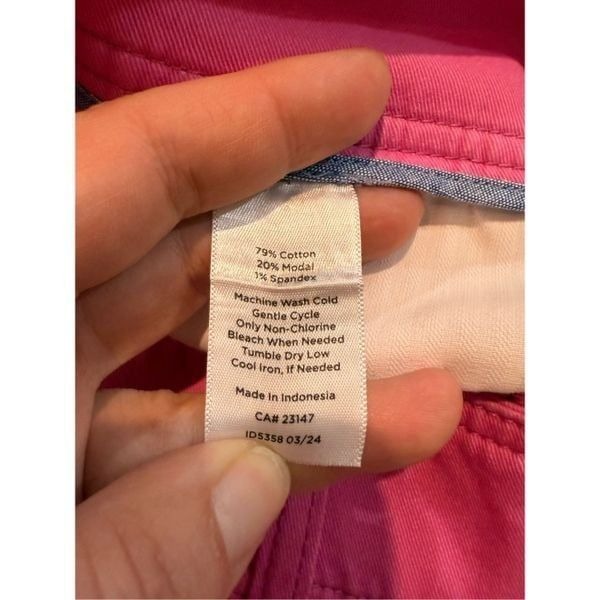 79% Cotton
20% Modal
1% Spandex
Machine Wash Cold
Gentle Cycle
Only Non-Chlorine
Bleach When Needed
Tumble Dry Low
Cool Iron, If Needed
Made In Indonesia
CA# 23147
ID5358 03/24